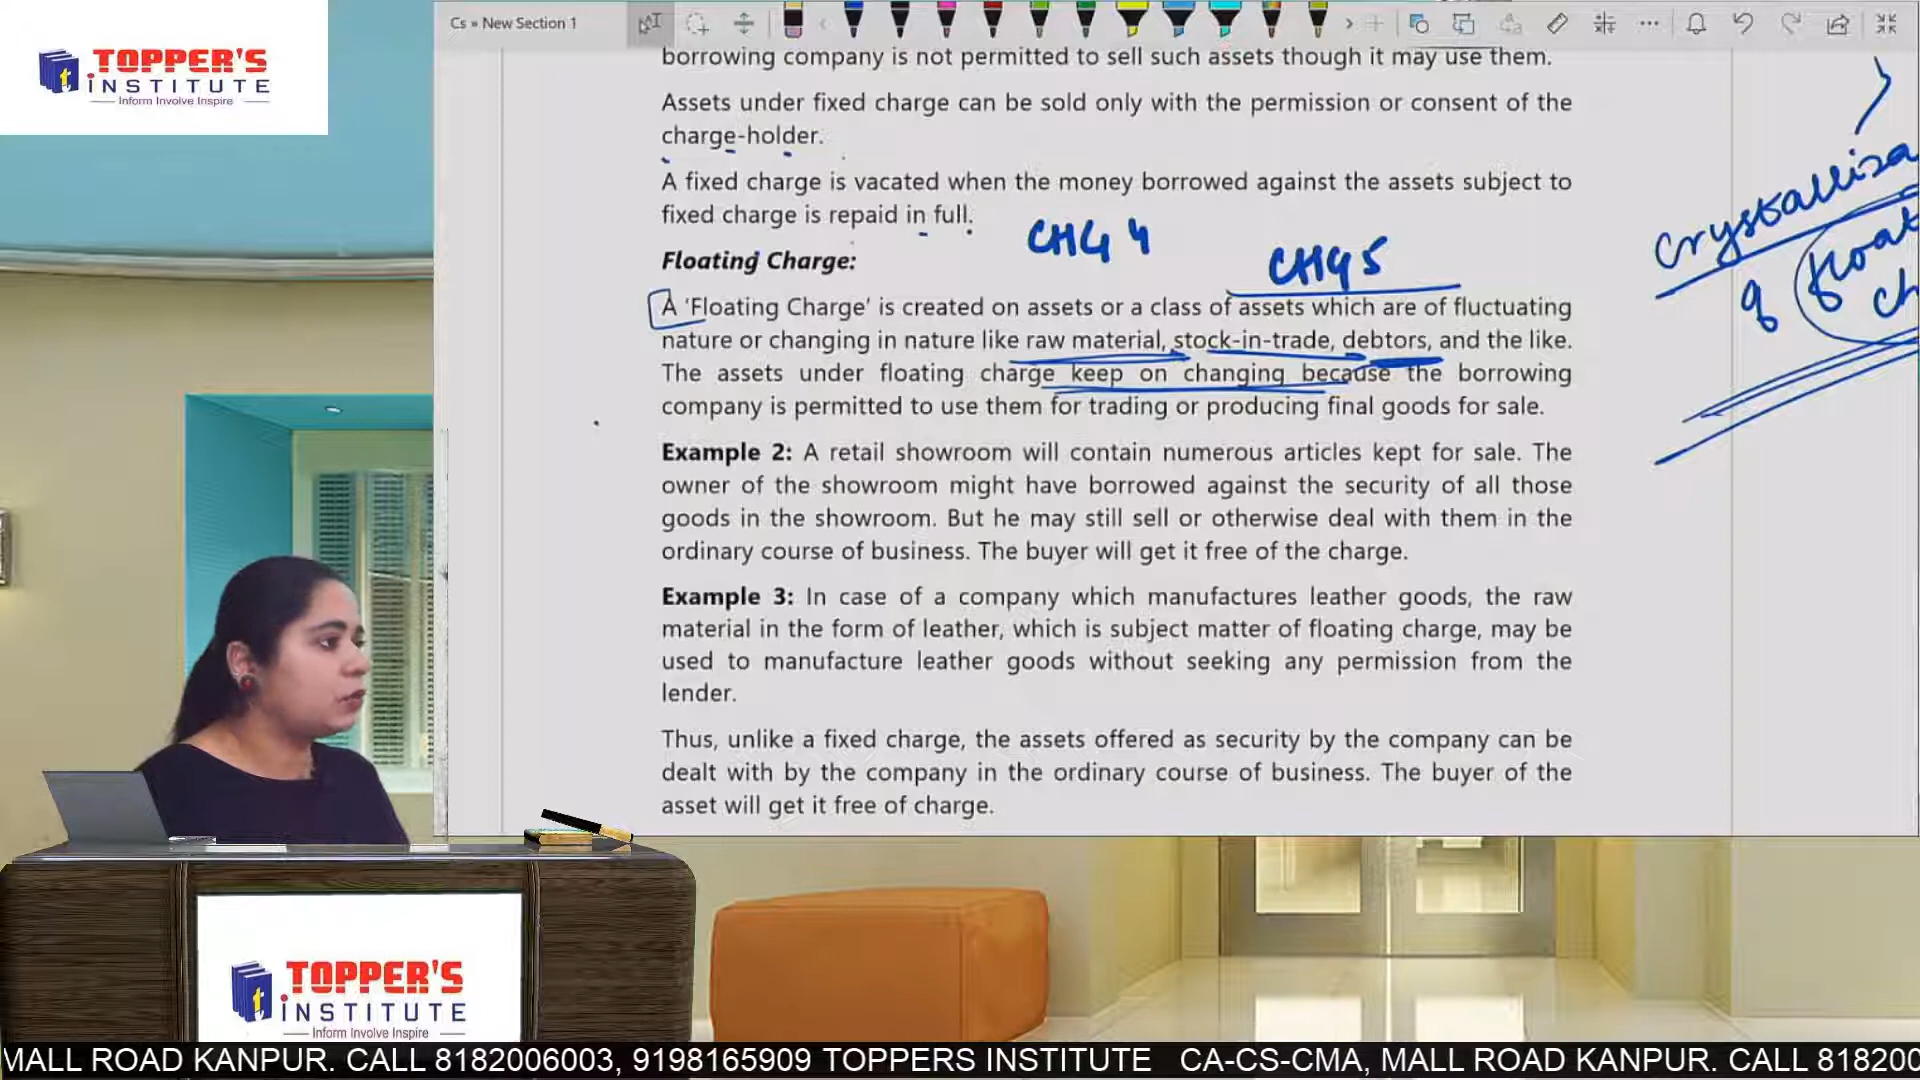 Cs » New Section 1
TOPPER'S
INSTITUTE
Inform Involve Inspire
borrowing company is not permitted to sell such assets though it may use them.
Assets under fixed charge can be sold only with the permission or consent of the
charge-holder.
A fixed charge is vacated when the money borrowed against the assets subject to
fixed charge is repaid in full.
CHG 4
CHG 5
Floating Charge:
A ‘Floating Charge’ is created on assets or a class of assets which are of fluctuating
nature or changing in nature like raw material, stock-in-trade, debtors, and the like.
The assets under floating charge keep on changing because the borrowing
company is permitted to use them for trading or producing final goods for sale.
Example 2: A retail showroom will contain numerous articles kept for sale. The
owner of the showroom might have borrowed against the security of all those
goods in the showroom. But he may still sell or otherwise deal with them in the
ordinary course of business. The buyer will get it free of the charge.
Example 3: In case of a company which manufactures leather goods, the raw
material in the form of leather, which is subject matter of floating charge, may be
used to manufacture leather goods without seeking any permission from the
lender.
Thus, unlike a fixed charge, the assets offered as security by the company can be
dealt with by the company in the ordinary course of business. The buyer of the
asset will get it free of charge.
Crystalliza
float
ch
TOPPER'S
INSTITUTE
Inform Involve Inspire
MALL ROAD KANPUR. CALL 8182006003, 9198165909 TOPPERS INSTITUTE CA-CS-CMA, MALL ROAD KANPUR. CALL 81820